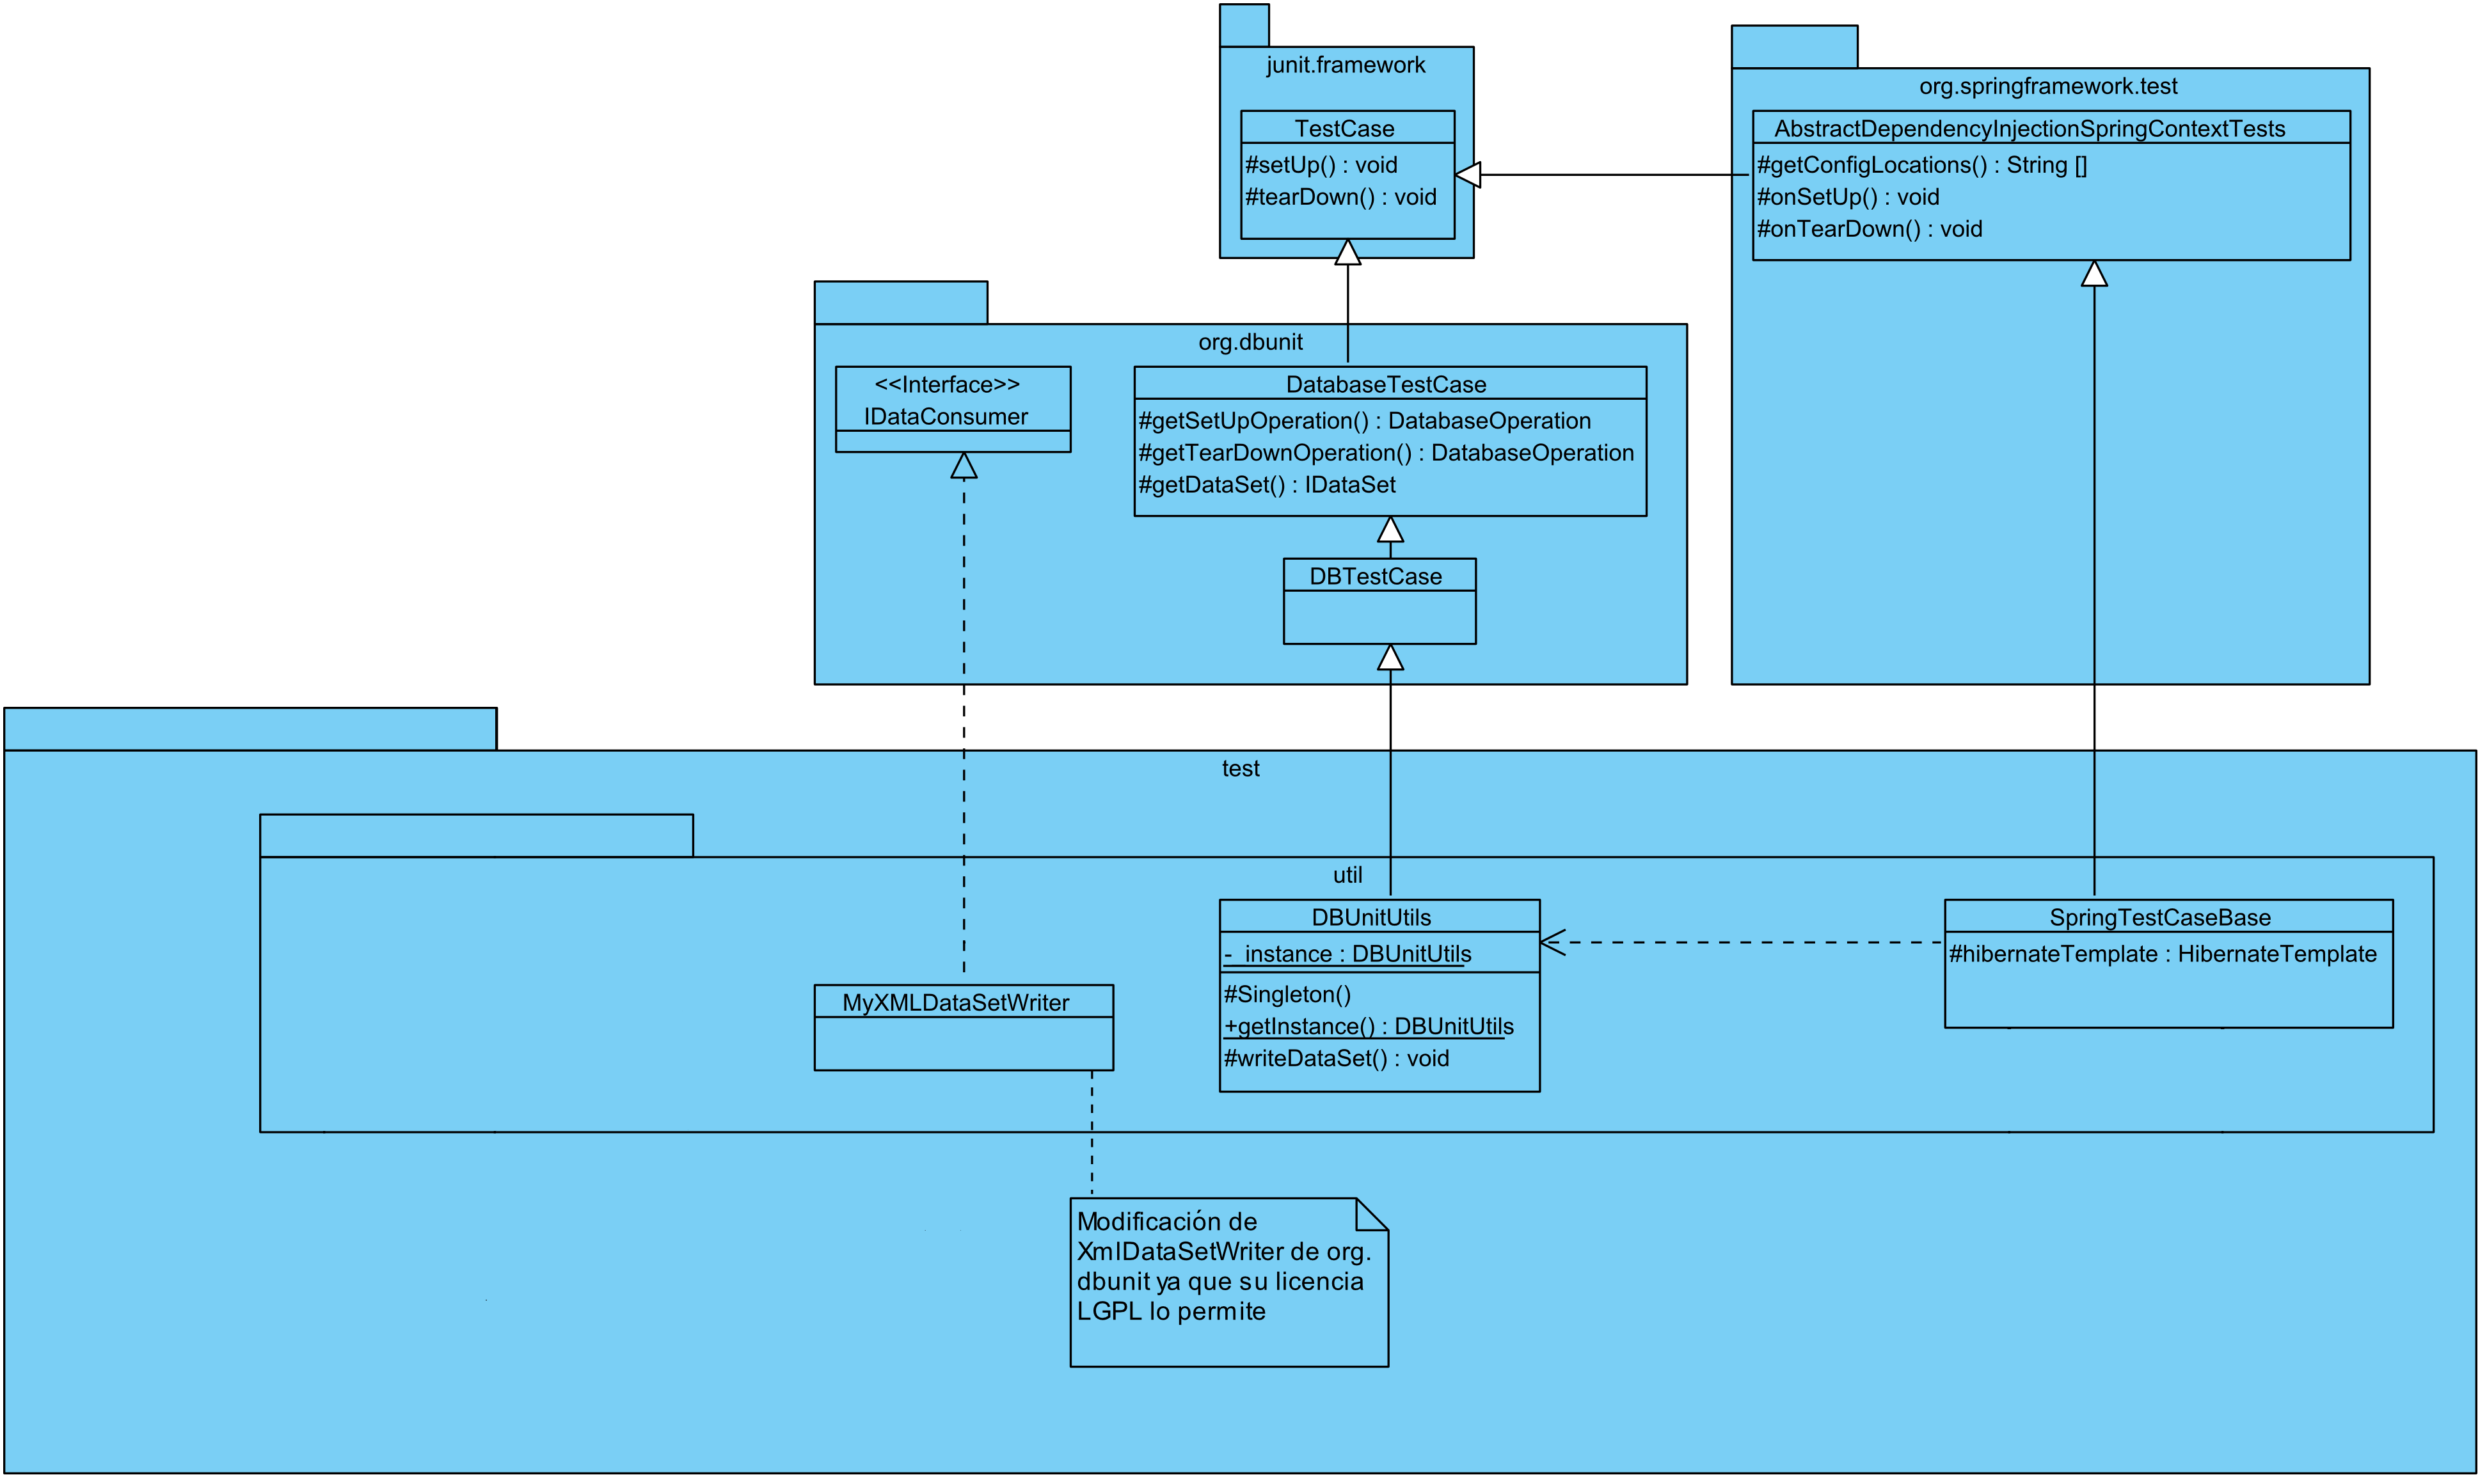 junit.framework
TestCase
#setUp() : void
#tearDown() : void
org.springframework.test
AbstractDependencyInjectionSpringContextTests
#getConfigLocations() : String []
#onSetUp() : void
#onTearDown() : void
org.dbunit
<<Interface>>
IDataConsumer
DatabaseTestCase
#getSetUpOperation() : DatabaseOperation
#getTearDownOperation() : DatabaseOperation
#getDataSet() : IDataSet
DBTestCase
test
util
MyXMLDataSetWriter
DBUnitUtils
- instance : DBUnitUtils
#Singleton()
+getInstance() : DBUnitUtils
#writeDataSet() : void
SpringTestCaseBase
#hibernateTemplate : HibernateTemplate
Modificación de
XmlDataSetWriter de org.
dbunit ya que su licencia
LGPL lo permite